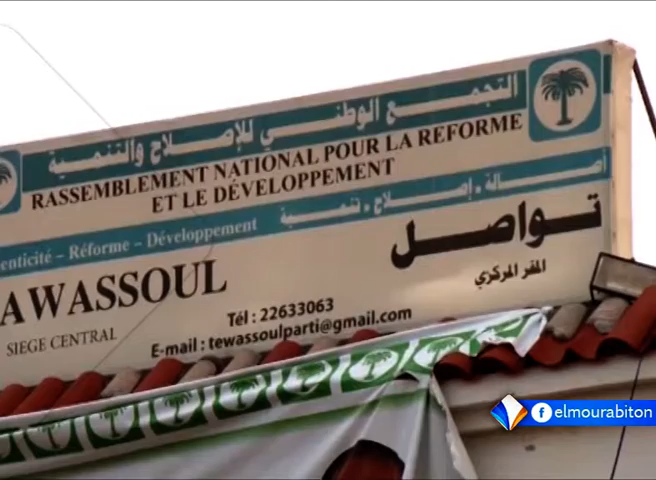 التجمع الوطني للإصلاح والتنمية
RASSEMBLEMENT NATIONAL POUR LA REFORME
ET LE DÉVELOPPEMENT
أصالة - إصلاح - تنمية
enticité - Réforme - Développement
تواصل
AWASSOUL
المقر المركزي
SIEGE CENTRAL
Tél : 22633063
E-mail : tewassoulparti@gmail.com
elmourabiton